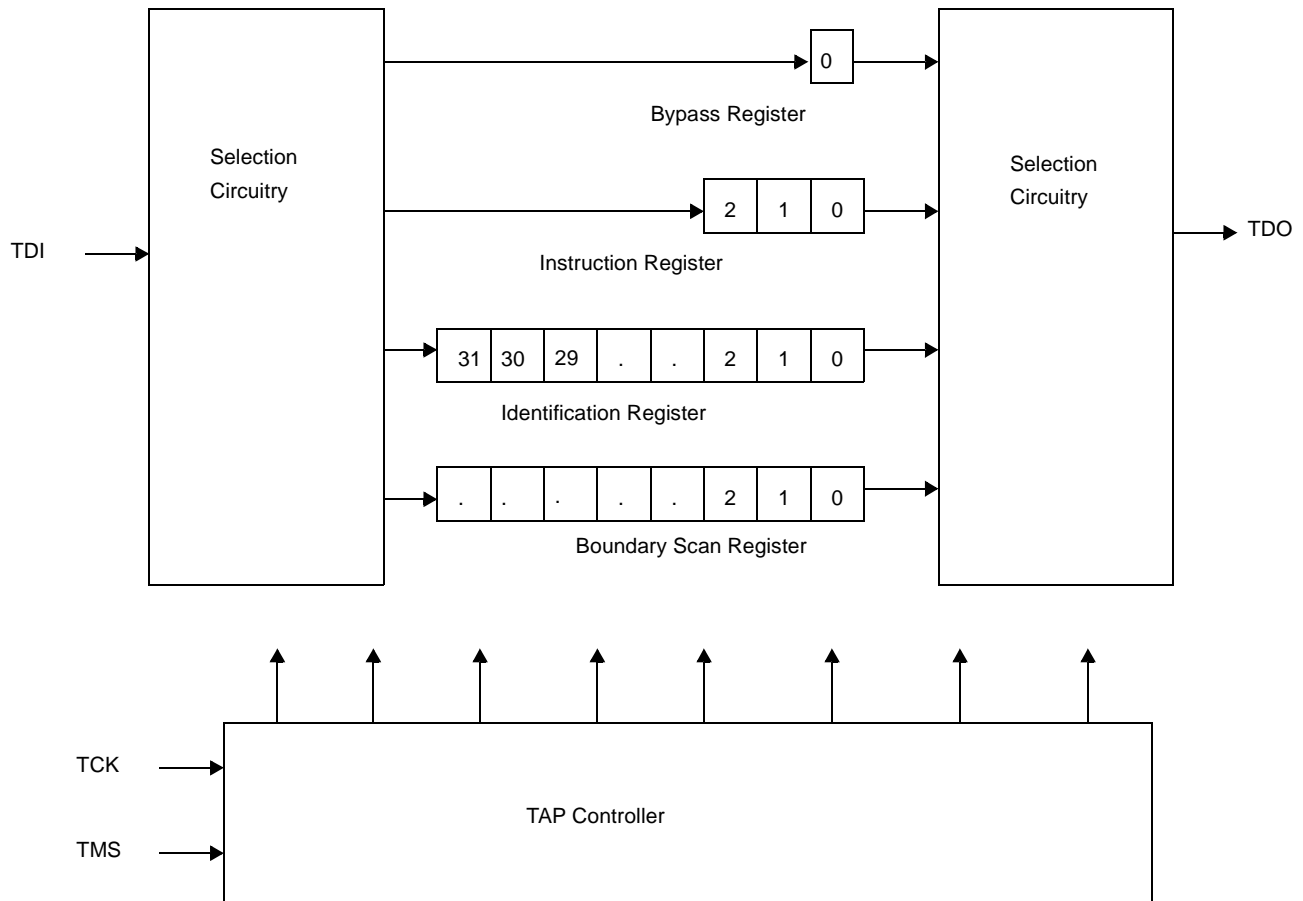 0
Bypass Register
Selection
Circuitry
Selection
Circuitry
2 1 0
TDI
TDO
Instruction Register
31 30 29 . . 2 1 0
Identification Register
. . . . . 2 1 0
Boundary Scan Register
TCK
TAP Controller
TMS